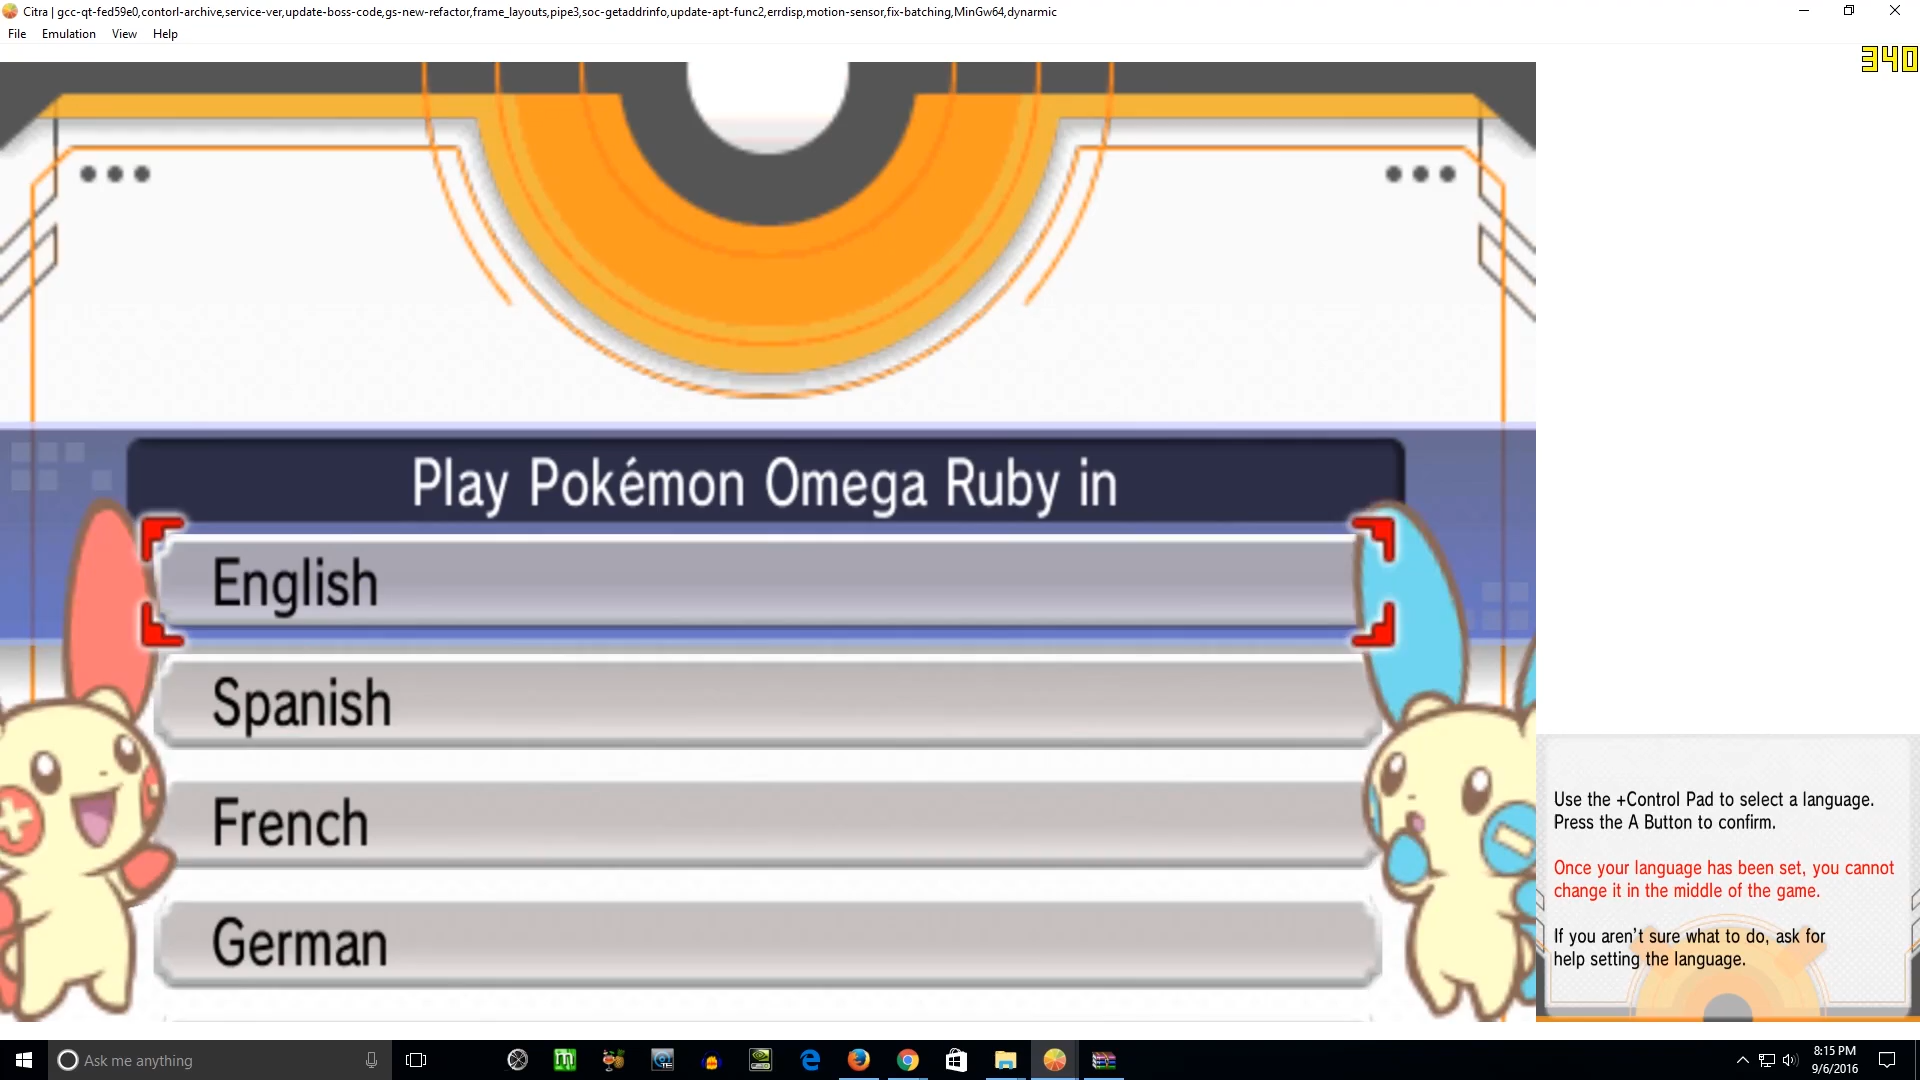 Citra | gcc-qt-fed59e0,contorl-archive,service-ver,update-boss-code,gs-new-refactor,frame_layouts,pipe3,soc-getaddrinfo,update-apt-func2,errdisp,motion-sensor,fix-batching,MinGw64,dynarmic
File Emulation View Help
340
Play Pokémon Omega Ruby in
English
Spanish
French
German
Use the +Control Pad to select a language.
Press the A Button to confirm.
Once your language has been set, you cannot
change it in the middle of the game.
If you aren't sure what to do, ask for
help setting the language.
Ask me anything
8:15 PM
9/6/2016